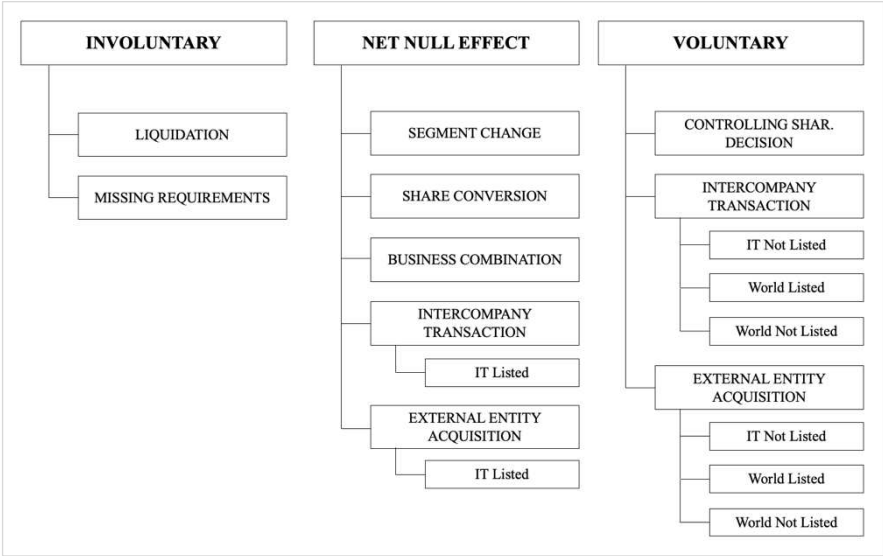 INVOLUNTARY
LIQUIDATION
MISSING REQUIREMENTS
NET NULL EFFECT
SEGMENT CHANGE
SHARE CONVERSION
BUSINESS COMBINATION
INTERCOMPANY
TRANSACTION
IT Listed
EXTERNAL ENTITY
ACQUISITION
IT Listed
VOLUNTARY
CONTROLLING SHAR.
DECISION
INTERCOMPANY
TRANSACTION
IT Not Listed
World Listed
World Not Listed
EXTERNAL ENTITY
ACQUISITION
IT Not Listed
World Listed
World Not Listed